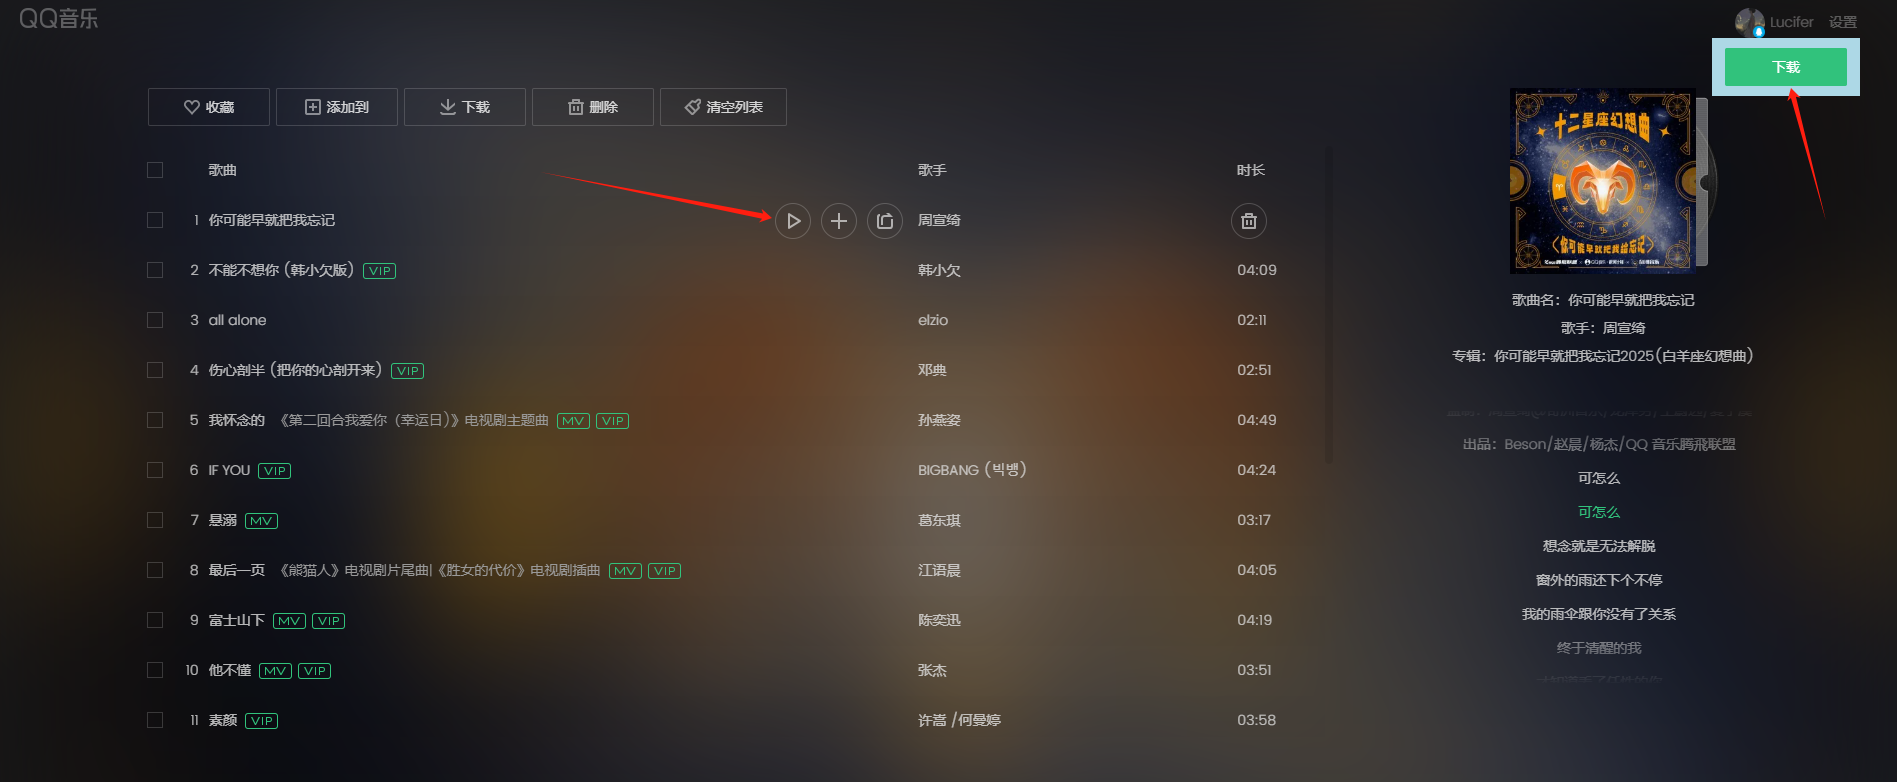 QQ音乐
Lucifer 设置
下载
收藏 添加到 下载 删除 清空列表
歌曲 歌手 时长
1 你可能早就把我忘记 周宣绮
2 不能不想你 (韩小欠版) VIP 韩小欠 04:09
3 all alone elzio 02:11
4 伤心剖半 (把你的心剖开来) VIP 邓典 02:51
5 我怀念的 《第二回合我爱你（幸运日）》电视剧主题曲 MV VIP 孙燕姿 04:49
6 IF YOU VIP BIGBANG (빅뱅) 04:24
7 悬溺 MV 葛东琪 03:17
8 最后一页 《熊猫人》电视剧片尾曲|《胜女的代价》电视剧插曲 MV VIP 江语晨 04:05
9 富士山下 MV VIP 陈奕迅 04:19
10 他不懂 MV VIP 张杰 03:51
11 素颜 VIP 许嵩 /何曼婷 03:58
十二星座幻想曲
《你可能早就把我给忘记》
歌曲名：你可能早就把我忘记
歌手：周宣绮
专辑：你可能早就把我忘记2025(白羊座幻想曲)
出品：Beson/赵晨/杨杰/QQ 音乐腾飛联盟
可怎么
可怎么
想念就是无法解脱
窗外的雨还下个不停
我的雨伞跟你没有了关系
终于清醒的我